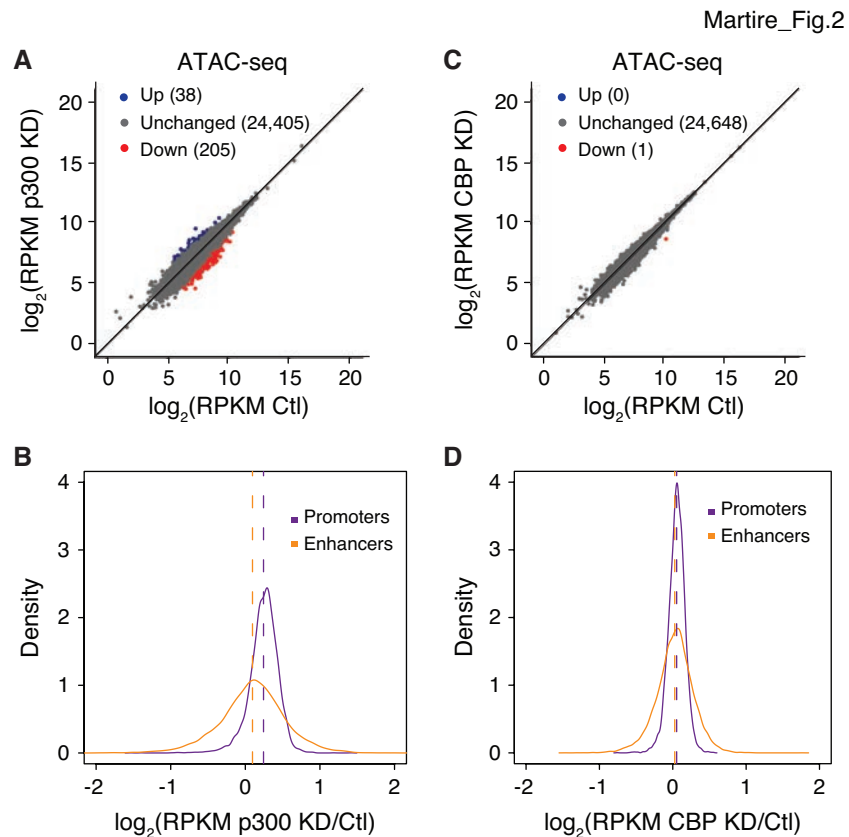 Martire_Fig.2
A
ATAC-seq
Up (38)
Unchanged (24,405)
Down (205)
20
15
10
5
0
log2(RPKM p300 KD)
0 5 10 15 20
log2(RPKM Ctl)
C
ATAC-seq
Up (0)
Unchanged (24,648)
Down (1)
20
15
10
5
0
log2(RPKM CBP KD)
0 5 10 15 20
log2(RPKM Ctl)
B
Promoters
Enhancers
4
3
2
1
0
Density
-2 -1 0 1 2
log2(RPKM p300 KD/Ctl)
D
Promoters
Enhancers
4
3
2
1
0
Density
-2 -1 0 1 2
log2(RPKM CBP KD/Ctl)